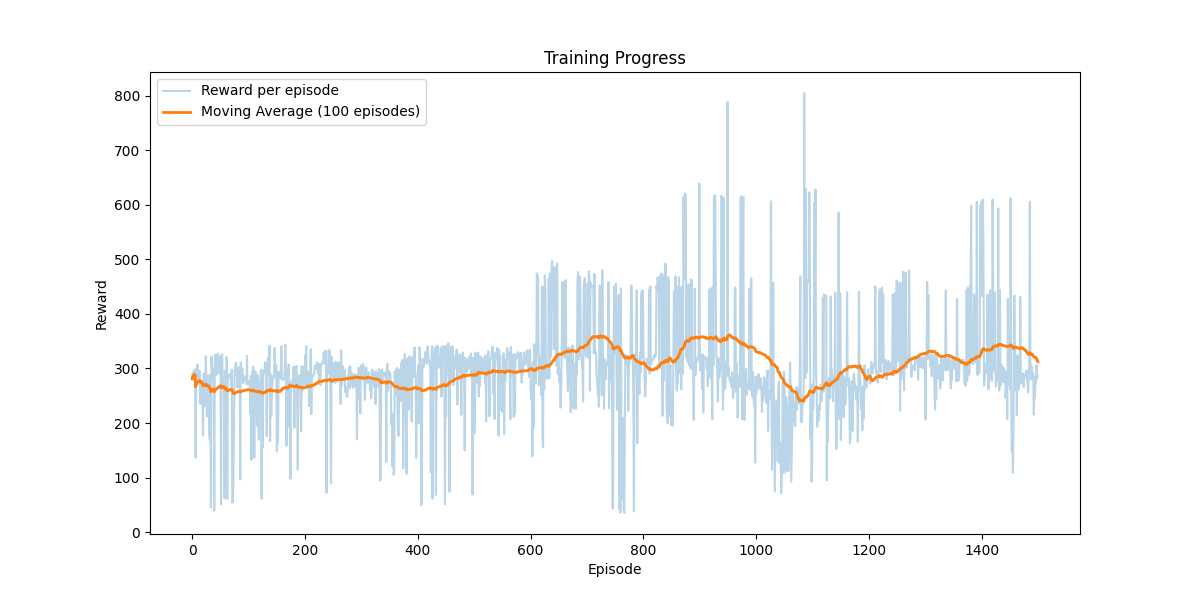 Training Progress
Reward per episode
Moving Average (100 episodes)
800
700
600
500
400
300
200
100
0
Reward
0 200 400 600 800 1000 1200 1400
Episode